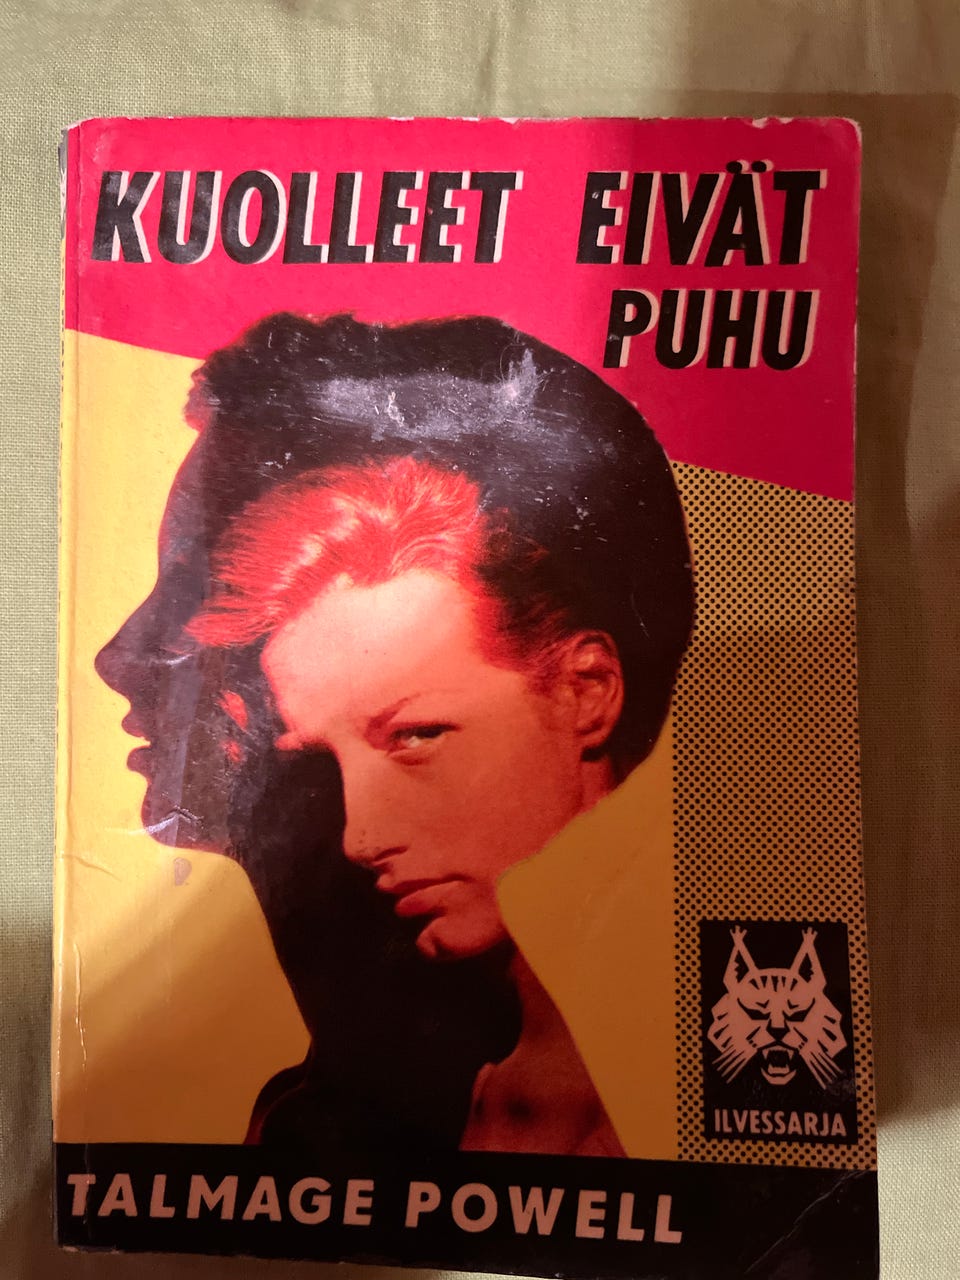 KUOLLEET EIVÄT
PUHU
ILVESSARJA
TALMAGE POWELL